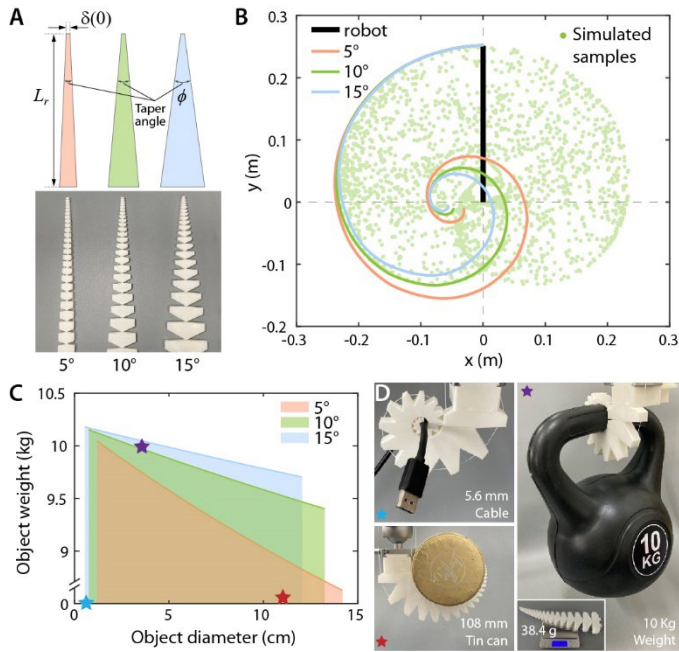 A
δ(0)
L_r
Taper
angle
ϕ
5° 10° 15°
B
robot
5°
10°
15°
Simulated
samples
y (m)
0.3
0.2
0.1
0
-0.1
-0.2
-0.3 -0.2 -0.1 0 0.1 0.2 0.3
x (m)
C
5°
10°
15°
Object weight (kg)
10.5
10
9.5
9
0
0 5 10 15
Object diameter (cm)
D
5.6 mm
Cable
108 mm
Tin can
10
KG
38.4 g
10 Kg
Weight